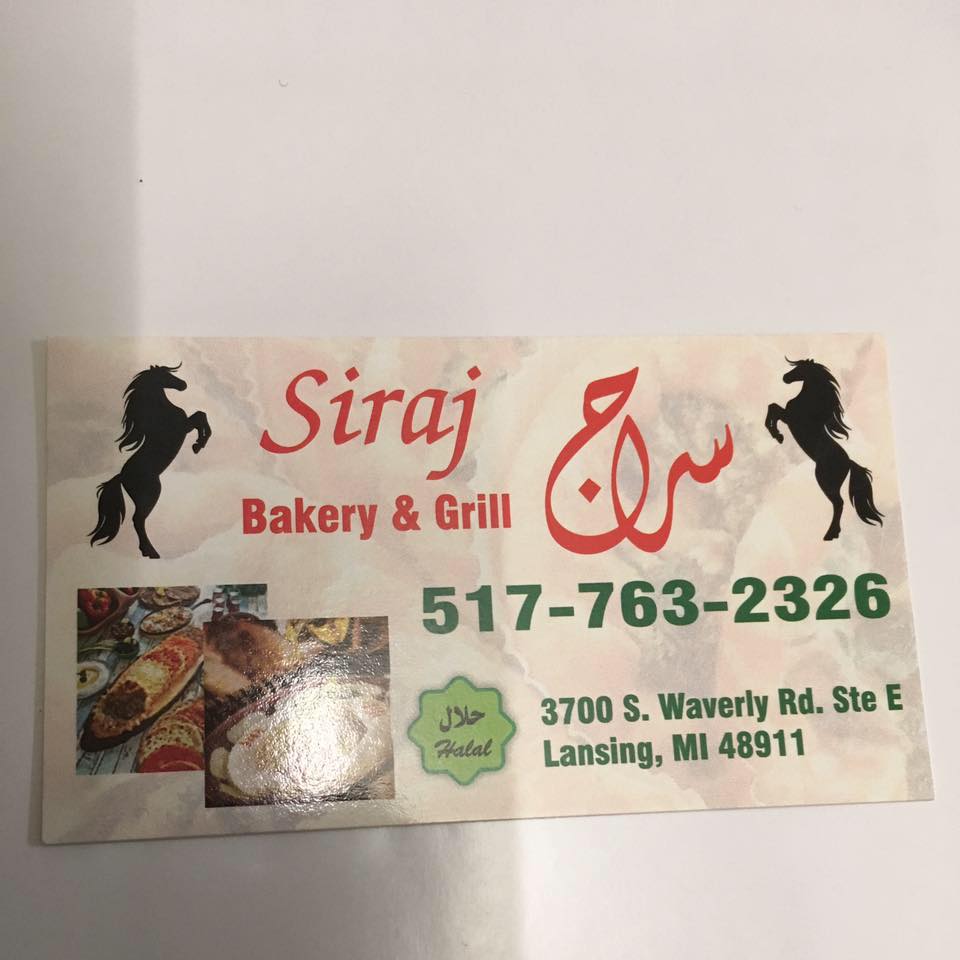 Siraj
سراج
Bakery & Grill
517-763-2326
حلال
Halal
3700 S. Waverly Rd. Ste E
Lansing, MI 48911